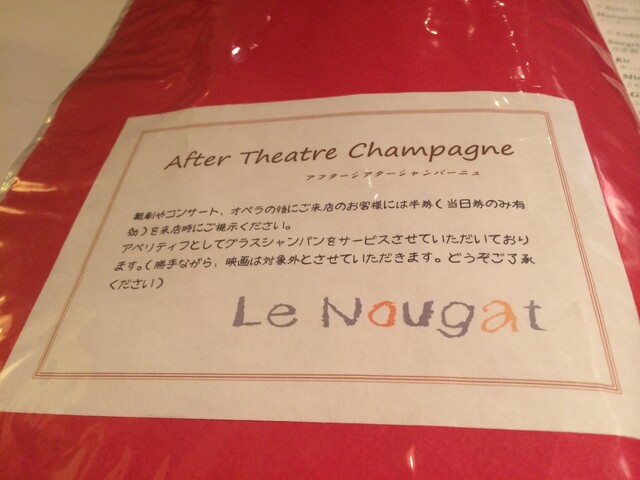 After Theatre Champagne
アフターシアターシャンパーニュ
観劇やコンサート、オペラの後にご来店のお客様には半券(当日券のみ有
効)を来店時にご提示ください。
アペリティフとしてグラスシャンパンをサービスさせていただいており
ます。(勝手ながら、映画は対象外とさせていただきます。どうぞご了承
ください)
Le Nougat
Kir